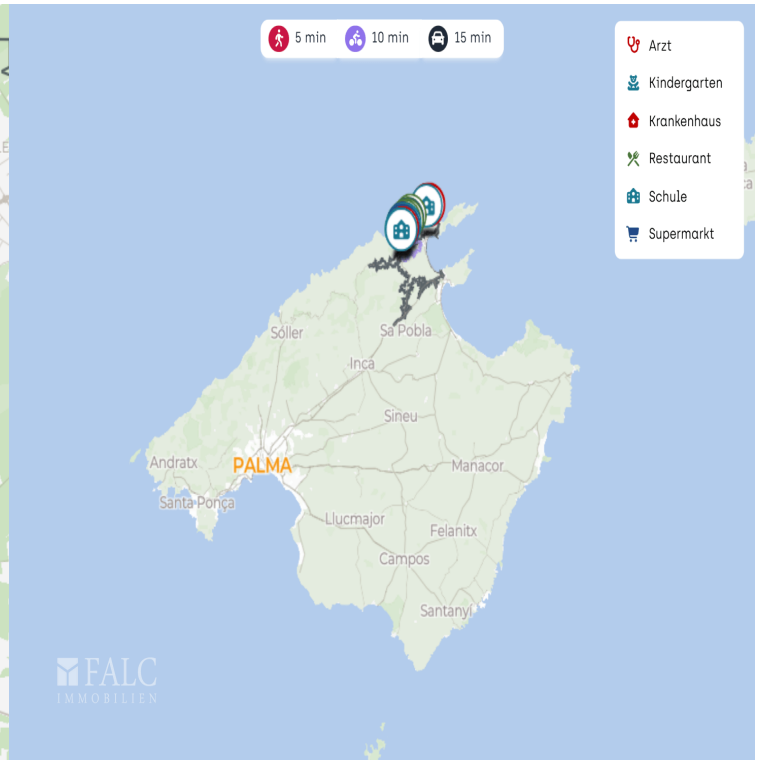 5 min
10 min
15 min
Arzt
Kindergarten
Krankenhaus
Restaurant
Schule
Supermarkt
Sóller
Sa Pobla
Inca
Sineu
Andratx
PALMA
Manacor
Santa Ponça
Llucmajor
Felanitx
Campos
Santanyí
FALC
IMMOBILIEN